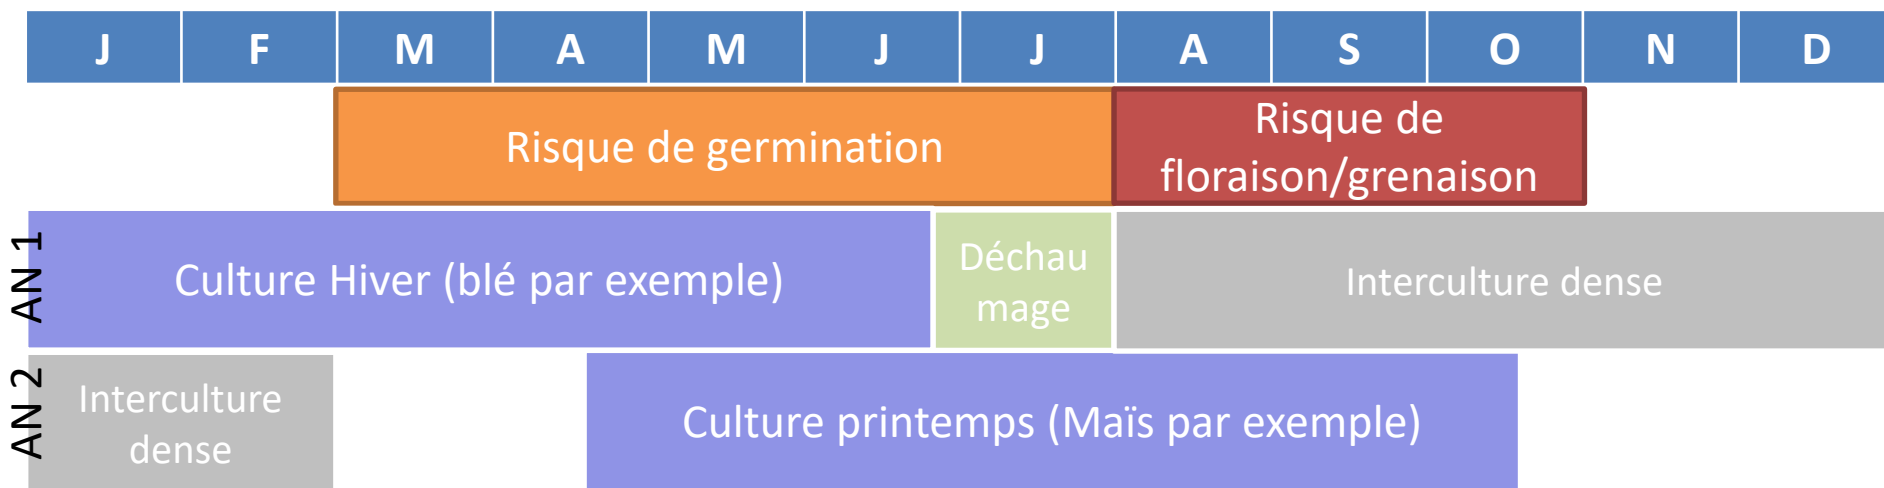 J F M A M J J A S O N D
Risque de germination
Risque de
floraison/grenaison
AN 1
Culture Hiver (blé par exemple)
Déchau
mage
Interculture dense
AN 2
Interculture
dense
Culture printemps (Maïs par exemple)